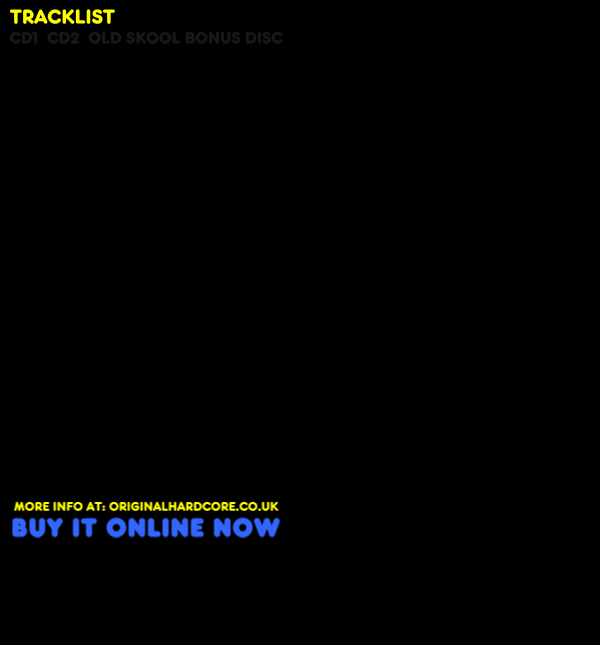 TRACKLIST
CD1 CD2 OLD SKOOL BONUS DISC
MORE INFO AT: ORIGINALHARDCORE.CO.UK
BUY IT ONLINE NOW